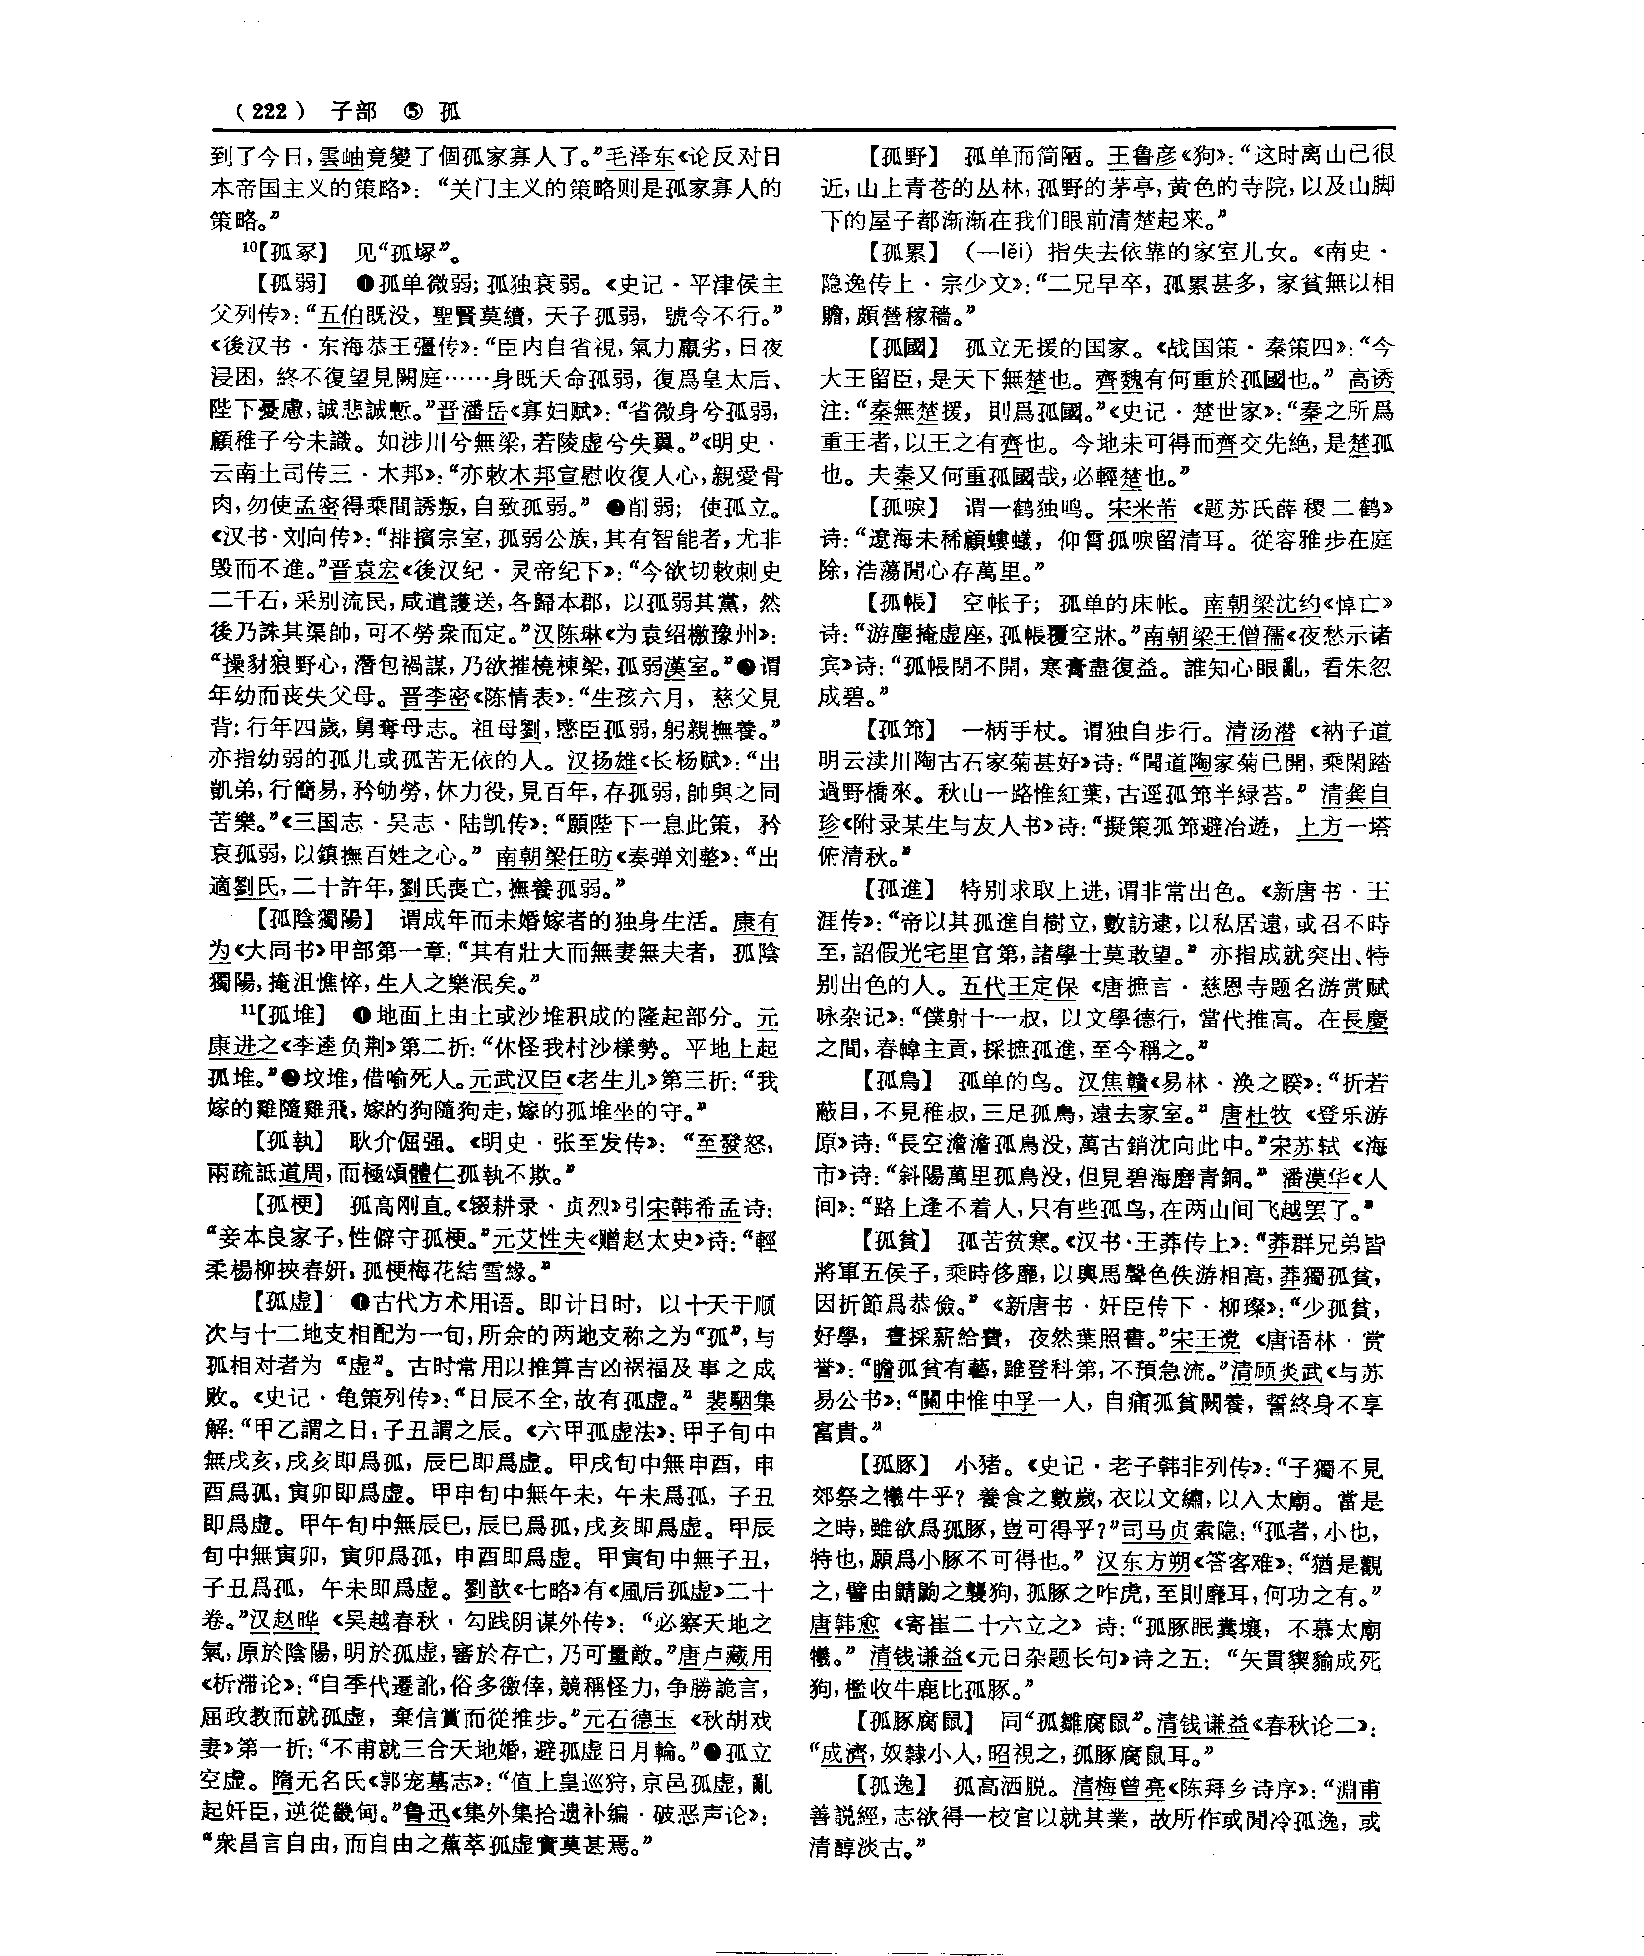 （222） 子部 ⑤ 孤
到了今日，雲岫竟變了個孤家寡人了。”毛泽东《论反对日
本帝国主义的策略》：“关门主义的策略则是孤家寡人的
策略。”
10【孤冢】 见“孤塚”。
【孤弱】 ❶孤单微弱；孤独衰弱。《史记·平津侯主
父列传》：“五伯既没，聖賢莫續，天子孤弱，號令不行。”
《後汉书·东海恭王彊传》：“臣内自省視，氣力羸劣，日夜
浸困，終不復望見闕庭……身既夭命孤弱，復爲皇太后、
陛下憂慮，誠悲誠慙。”晋潘岳《寡妇赋》：“省微身兮孤弱，
顧稚子兮未識。如涉川兮無梁，若陵虚兮失翼。”《明史·
云南土司传三·木邦》：“亦敕木邦宣慰收復人心，親愛骨
肉，勿使孟密得乘間誘叛，自致孤弱。” ❷削弱；使孤立。
《汉书·刘向传》：“排擯宗室，孤弱公族，其有智能者，尤非
毁而不進。”晋袁宏《後汉纪·灵帝纪下》：“今欲切敕刺史
二千石，采别流民，咸遣護送，各歸本郡，以孤弱其黨，然
後乃誅其渠帥，可不勞衆而定。”汉陈琳《为袁绍檄豫州》：
“操豺狼野心，潛包禍謀，乃欲摧橈棟梁，孤弱漢室。”❸谓
年幼而丧失父母。晋李密《陈情表》：“生孩六月，慈父見
背；行年四歲，舅奪母志。祖母劉，愍臣孤弱，躬親撫養。”
亦指幼弱的孤儿或孤苦无依的人。汉扬雄《长杨赋》：“出
凱弟，行簡易，矜劬勞，休力役，見百年，存孤弱，帥與之同
苦樂。”《三国志·吴志·陆凯传》：“願陛下一息此策，矜
哀孤弱，以鎮撫百姓之心。” 南朝梁任昉《奏弹刘整》：“出
適劉氏，二十許年，劉氏喪亡，撫養孤弱。”
【孤陰獨陽】 谓成年而未婚嫁者的独身生活。康有
为《大同书》甲部第一章：“其有壯大而無妻無夫者，孤陰
獨陽，掩沮憔悴，生人之樂泯矣。”
11【孤堆】 ❶地面上由土或沙堆积成的隆起部分。元
康进之《李逵负荆》第二折：“休怪我村沙樣勢。平地上起
孤堆。”❷坟堆，借喻死人。元武汉臣《老生儿》第三折：“我
嫁的雞隨雞飛，嫁的狗隨狗走，嫁的孤堆坐的守。”
【孤執】 耿介倔强。《明史·张至发传》：“至發怒，
兩疏詆道周，而極頌體仁孤執不欺。”
【孤梗】 孤高刚直。《辍耕录·贞烈》引宋韩希孟诗：
“妾本良家子，性僻守孤梗。”元艾性夫《赠赵太史》诗：“輕
柔楊柳挾春妍，孤梗梅花結雪緣。”
【孤虚】 ❶古代方术用语。即计日时，以十天干顺
次与十二地支相配为一旬，所余的两地支称之为“孤”，与
孤相对者为“虚”。古时常用以推算吉凶祸福及事之成
败。《史记·龟策列传》：“日辰不全，故有孤虚。” 裴駰集
解：“甲乙謂之日，子丑謂之辰。《六甲孤虚法》：甲子旬中
無戌亥，戌亥即爲孤，辰巳即爲虚。甲戌旬中無申酉，申
酉爲孤，寅卯即爲虚。甲申旬中無午未，午未爲孤，子丑
即爲虚。甲午旬中無辰巳，辰巳爲孤，戌亥即爲虚。甲辰
旬中無寅卯，寅卯爲孤，申酉即爲虚。甲寅旬中無子丑，
子丑爲孤，午未即爲虚。劉歆《七略》有《風后孤虚》二十
卷。”汉赵晔《吴越春秋·勾践阴谋外传》：“必察天地之
氣，原於陰陽，明於孤虚，審於存亡，乃可量敵。”唐卢藏用
《析滞论》：“自季代遷訛，俗多徼倖，競稱怪力，争勝詭言，
屈政教而就孤虚，棄信賞而從推步。”元石德玉《秋胡戏
妻》第一折：“不甫就三合天地婚，避孤虚日月輪。”❷孤立
空虚。隋无名氏《郭宠墓志》：“值上皇巡狩，京邑孤虚，亂
起奸臣，逆從畿甸。”鲁迅《集外集拾遗补编·破恶声论》：
“衆昌言自由，而自由之蕉萃孤虚實莫甚焉。”
【孤野】 孤单而简陋。王鲁彦《狗》：“这时离山已很
近，山上青苍的丛林，孤野的茅亭，黄色的寺院，以及山脚
下的屋子都渐渐在我们眼前清楚起来。”
【孤累】 （—lěi）指失去依靠的家室儿女。《南史·
隐逸传上·宗少文》：“二兄早卒，孤累甚多，家貧無以相
贍，頗營稼穡。”
【孤國】 孤立无援的国家。《战国策·秦策四》：“今
大王留臣，是天下無楚也。齊魏有何重於孤國也。” 高诱
注：“秦無楚援，則爲孤國。”《史记·楚世家》：“秦之所爲
重王者，以王之有齊也。今地未可得而齊交先絶，是楚孤
也。夫秦又何重孤國哉，必輕楚也。”
【孤唳】 谓一鹤独鸣。宋米芾《题苏氏薛稷二鹤》
诗：“遼海未稀顧螻蟻，仰霄孤唳留清耳。從容雅步在庭
除，浩蕩閒心存萬里。”
【孤帳】 空帐子；孤单的床帐。南朝梁沈约《悼亡》
诗：“游塵掩虚座，孤帳覆空牀。”南朝梁王僧孺《夜愁示诸
宾》诗：“孤帳閉不開，寒膏盡復益。誰知心眼亂，看朱忽
成碧。”
【孤筇】 一柄手杖。谓独自步行。清汤潜《衲子道
明云渎川陶古石家菊甚好》诗：“聞道陶家菊已開，乘閑踏
過野橋來。秋山一路惟紅葉，古逕孤筇半緑苔。” 清龚自
珍《附录某生与友人书》诗：“擬策孤筇避冶遊，上方一塔
俯清秋。”
【孤進】 特别求取上进，谓非常出色。《新唐书·王
涯传》：“帝以其孤進自樹立，數訪逮，以私居遠，或召不時
至，詔假光宅里官第，諸學士莫敢望。” 亦指成就突出、特
别出色的人。五代王定保《唐摭言·慈恩寺题名游赏赋
咏杂记》：“僕射十一叔，以文學德行，當代推高。在長慶
之間，春幃主貢，採摭孤進，至今稱之。”
【孤鳥】 孤单的鸟。汉焦赣《易林·涣之睽》：“折若
蔽目，不見稚叔，三足孤鳥，遠去家室。” 唐杜牧《登乐游
原》诗：“長空澹澹孤鳥没，萬古銷沈向此中。”宋苏轼《海
市》诗：“斜陽萬里孤鳥没，但見碧海磨青銅。” 潘漠华《人
间》：“路上逢不着人，只有些孤鸟，在两山间飞越罢了。”
【孤貧】 孤苦贫寒。《汉书·王莽传上》：“莽群兄弟皆
將軍五侯子，乘時侈靡，以輿馬聲色佚游相高，莽獨孤貧，
因折節爲恭儉。” 《新唐书·奸臣传下·柳璨》：“少孤貧，
好學，晝採薪給費，夜然葉照書。”宋王谠《唐语林·赏
誉》：“瞻孤貧有藝，雖登科第，不預急流。”清顾炎武《与苏
易公书》：“關中惟中孚一人，自痛孤貧闕養，誓終身不享
富貴。”
【孤豚】 小猪。《史记·老子韩非列传》：“子獨不見
郊祭之犧牛乎？養食之數歲，衣以文繡，以入太廟。當是
之時，雖欲爲孤豚，豈可得乎？”司马贞索隐：“孤者，小也，
特也，願爲小豚不可得也。” 汉东方朔《答客难》：“猶是觀
之，譬由鼱鼩之襲狗，孤豚之咋虎，至則靡耳，何功之有。”
唐韩愈《寄崔二十六立之》诗：“孤豚眠糞壤，不慕太廟
犧。” 清钱谦益《元日杂题长句》诗之五：“矢貫猰貐成死
狗，檻收牛鹿比孤豚。”
【孤豚腐鼠】 同“孤雛腐鼠”。清钱谦益《春秋论二》：
“成濟，奴隸小人，昭視之，孤豚腐鼠耳。”
【孤逸】 孤高洒脱。清梅曾亮《陈拜乡诗序》：“淵甫
善説經，志欲得一校官以就其業，故所作或閒冷孤逸，或
清醇淡古。”